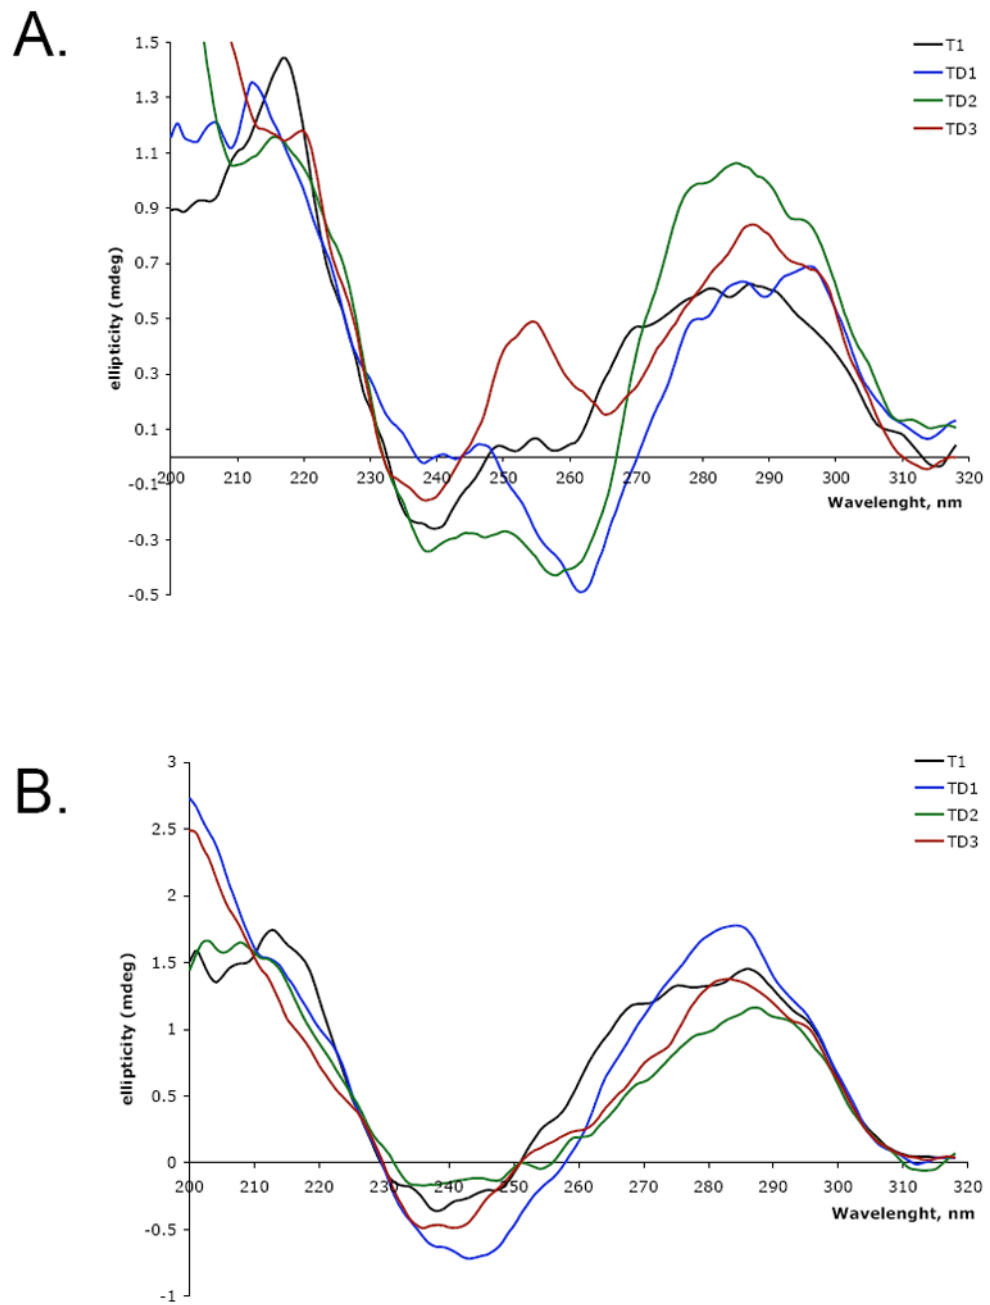 A.
1.5
1.3
1.1
0.9
0.7
0.5
0.3
0.1
-0.1
-0.3
-0.5
ellipticity (mdeg)
200 210 220 230 240 250 260 270 280 290 300 310 320
Wavelenght, nm
T1
TD1
TD2
TD3
B.
3
2.5
2
1.5
1
0.5
0
-0.5
-1
ellipticity (mdeg)
200 210 220 230 240 250 260 270 280 290 300 310 320
Wavelenght, nm
T1
TD1
TD2
TD3